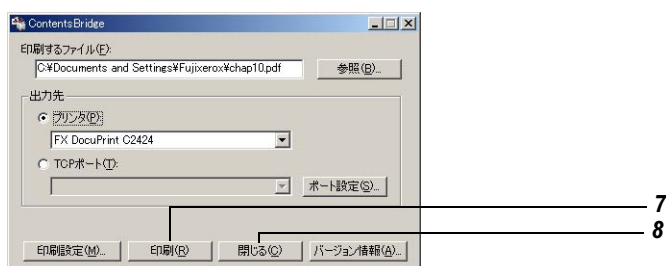 ContentsBridge
印刷するファイル(F):
C:¥Documents and Settings¥Fujixerox¥chap10.pdf 参照(B)...
出力先
プリンタ(P):
FX DocuPrint C2424
TCPポート(T):
ポート設定(S)...
7
8
印刷設定(M)... 印刷(R) 閉じる(C) バージョン情報(A)...